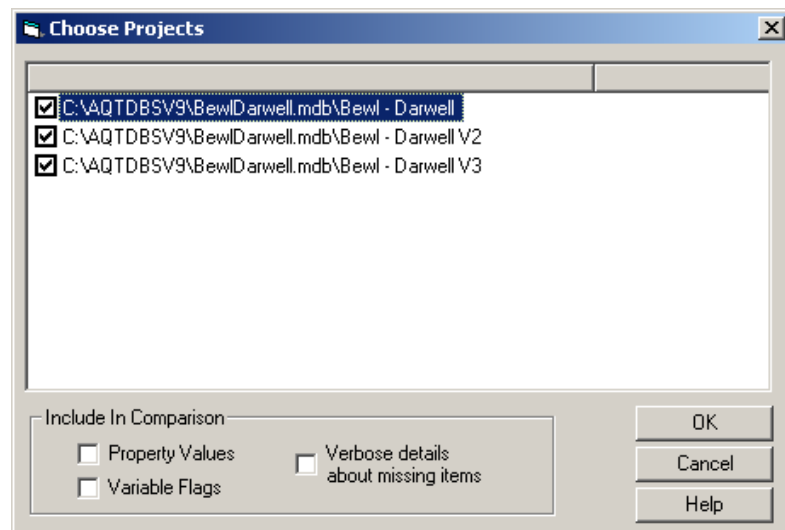 Choose Projects
C:\AQTDBSV9\BewlDarwell.mdb\Bewl - Darwell
C:\AQTDBSV9\BewlDarwell.mdb\Bewl - Darwell V2
C:\AQTDBSV9\BewlDarwell.mdb\Bewl - Darwell V3
Include In Comparison
Property Values
Variable Flags
Verbose details
about missing items
OK
Cancel
Help